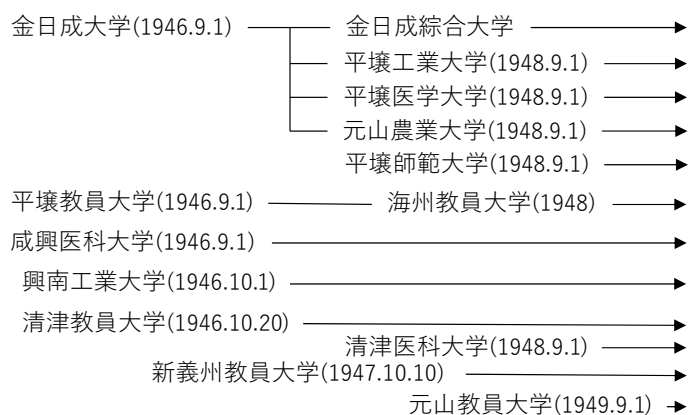 金日成大学(1946.9.1) 金日成綜合大学
平壌工業大学(1948.9.1)
平壌医学大学(1948.9.1)
元山農業大学(1948.9.1)
平壌師範大学(1948.9.1)
平壌教員大学(1946.9.1) 海州教員大学(1948)
咸興医科大学(1946.9.1)
興南工業大学(1946.10.1)
清津教員大学(1946.10.20)
清津医科大学(1948.9.1)
新義州教員大学(1947.10.10)
元山教員大学(1949.9.1)